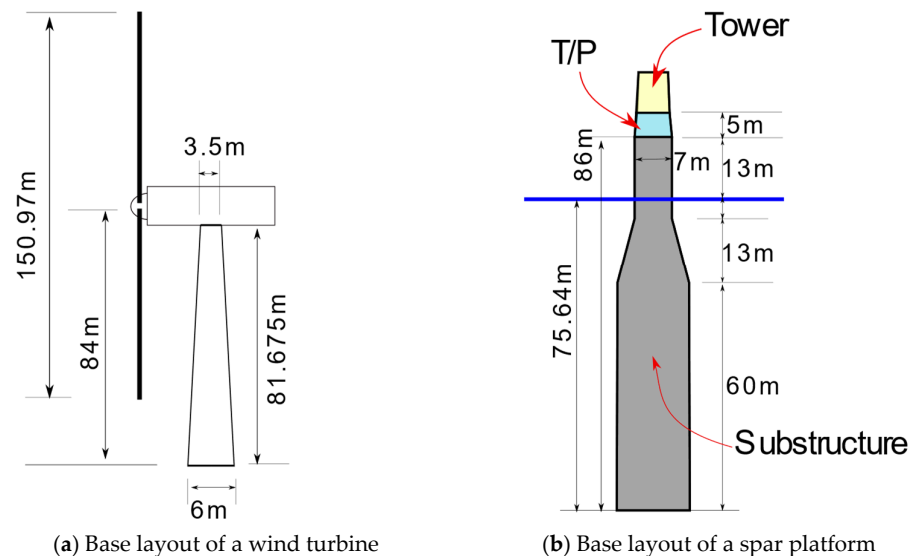 150.97m
3.5m
84m
81.675m
6m
(a) Base layout of a wind turbine
Tower
T/P
5m
86m
7m
13m
75.64m
13m
60m
Substructure
(b) Base layout of a spar platform